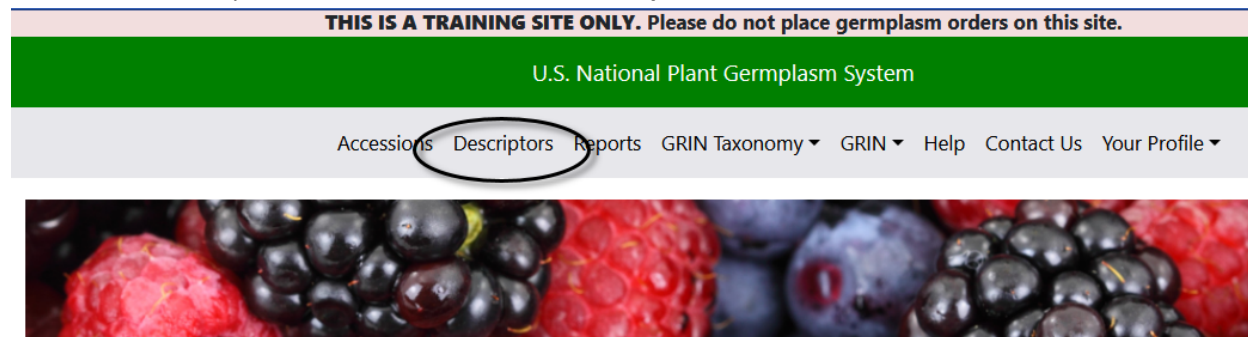 THIS IS A TRAINING SITE ONLY. Please do not place germplasm orders on this site.
U.S. National Plant Germplasm System
Accessions Descriptors Reports GRIN Taxonomy GRIN Help Contact Us Your Profile